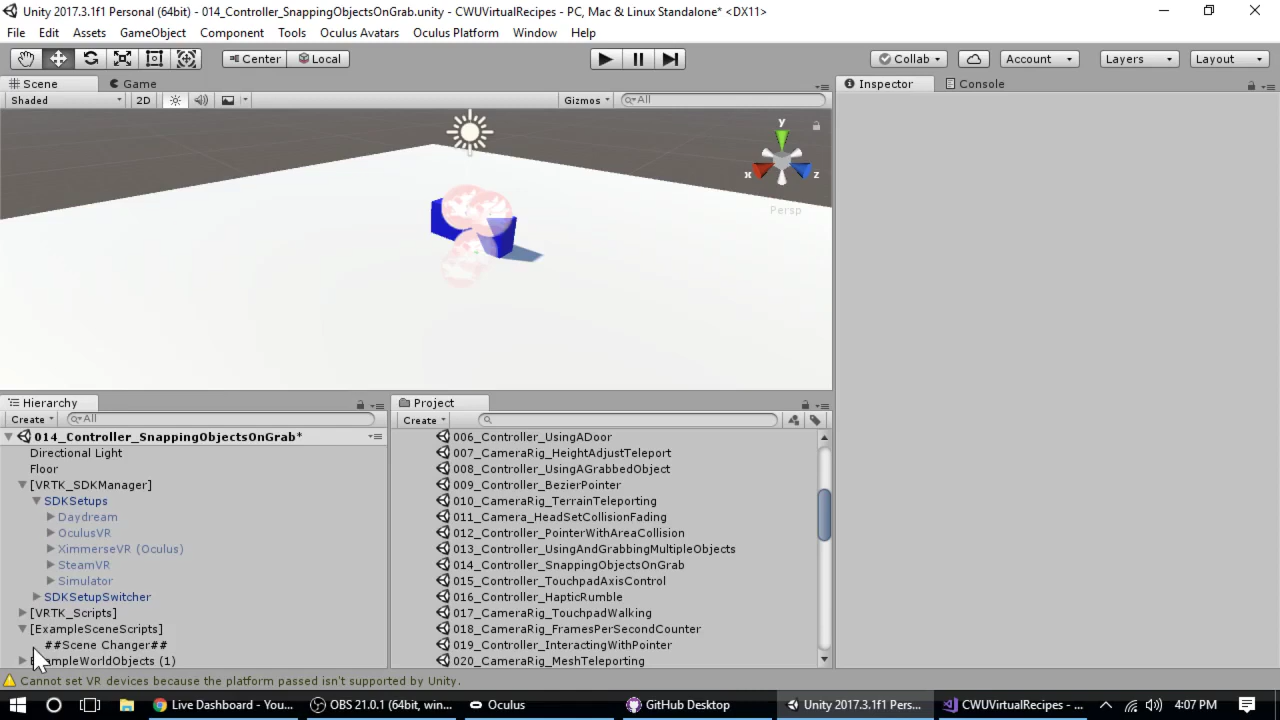 Unity 2017.3.1f1 (64bit) - 014_Controller_SnappingObjectsOnGrab.unity - CWUVirtualRecipes - PC, Mac & Linux Standalone* <DX11>
File Edit Assets GameObject Component Tools Oculus Avatars Oculus Platform Window Help
Center Local Collab Account Layers Layout
Scene Game Inspector Console
Shaded 2D Gizmos All
y
x z
Persp
Hierarchy Project
Create All Create
014_Controller_SnappingObjectsOnGrab*
Directional Light
Floor
[VRTK_SDKManager]
SDKSetups
Daydream
OculusVR
XimmerseVR (Oculus)
SteamVR
Simulator
SDKSetupSwitcher
[VRTK_Scripts]
[ExampleSceneScripts]
##Scene Changer##
ExampleWorldObjects (1)
006_Controller_UsingADoor
007_CameraRig_HeightAdjustTeleport
008_Controller_UsingAGrabbedObject
009_Controller_BezierPointer
010_CameraRig_TerrainTeleporting
011_Camera_HeadSetCollisionFading
012_Controller_PointerWithAreaCollision
013_Controller_UsingAndGrabbingMultipleObjects
014_Controller_SnappingObjectsOnGrab
015_Controller_TouchpadAxisControl
016_Controller_HapticRumble
017_CameraRig_TouchpadWalking
018_CameraRig_FramesPerSecondCounter
019_Controller_InteractingWithPointer
020_CameraRig_MeshTeleporting
Cannot set VR devices because the platform passed isn't supported by Unity.
Live Dashboard - You... OBS 21.0.1 (64bit, win... Oculus GitHub Desktop Unity 2017.3.1f1 Pers... CWUVirtualRecipes - ... 4:07 PM